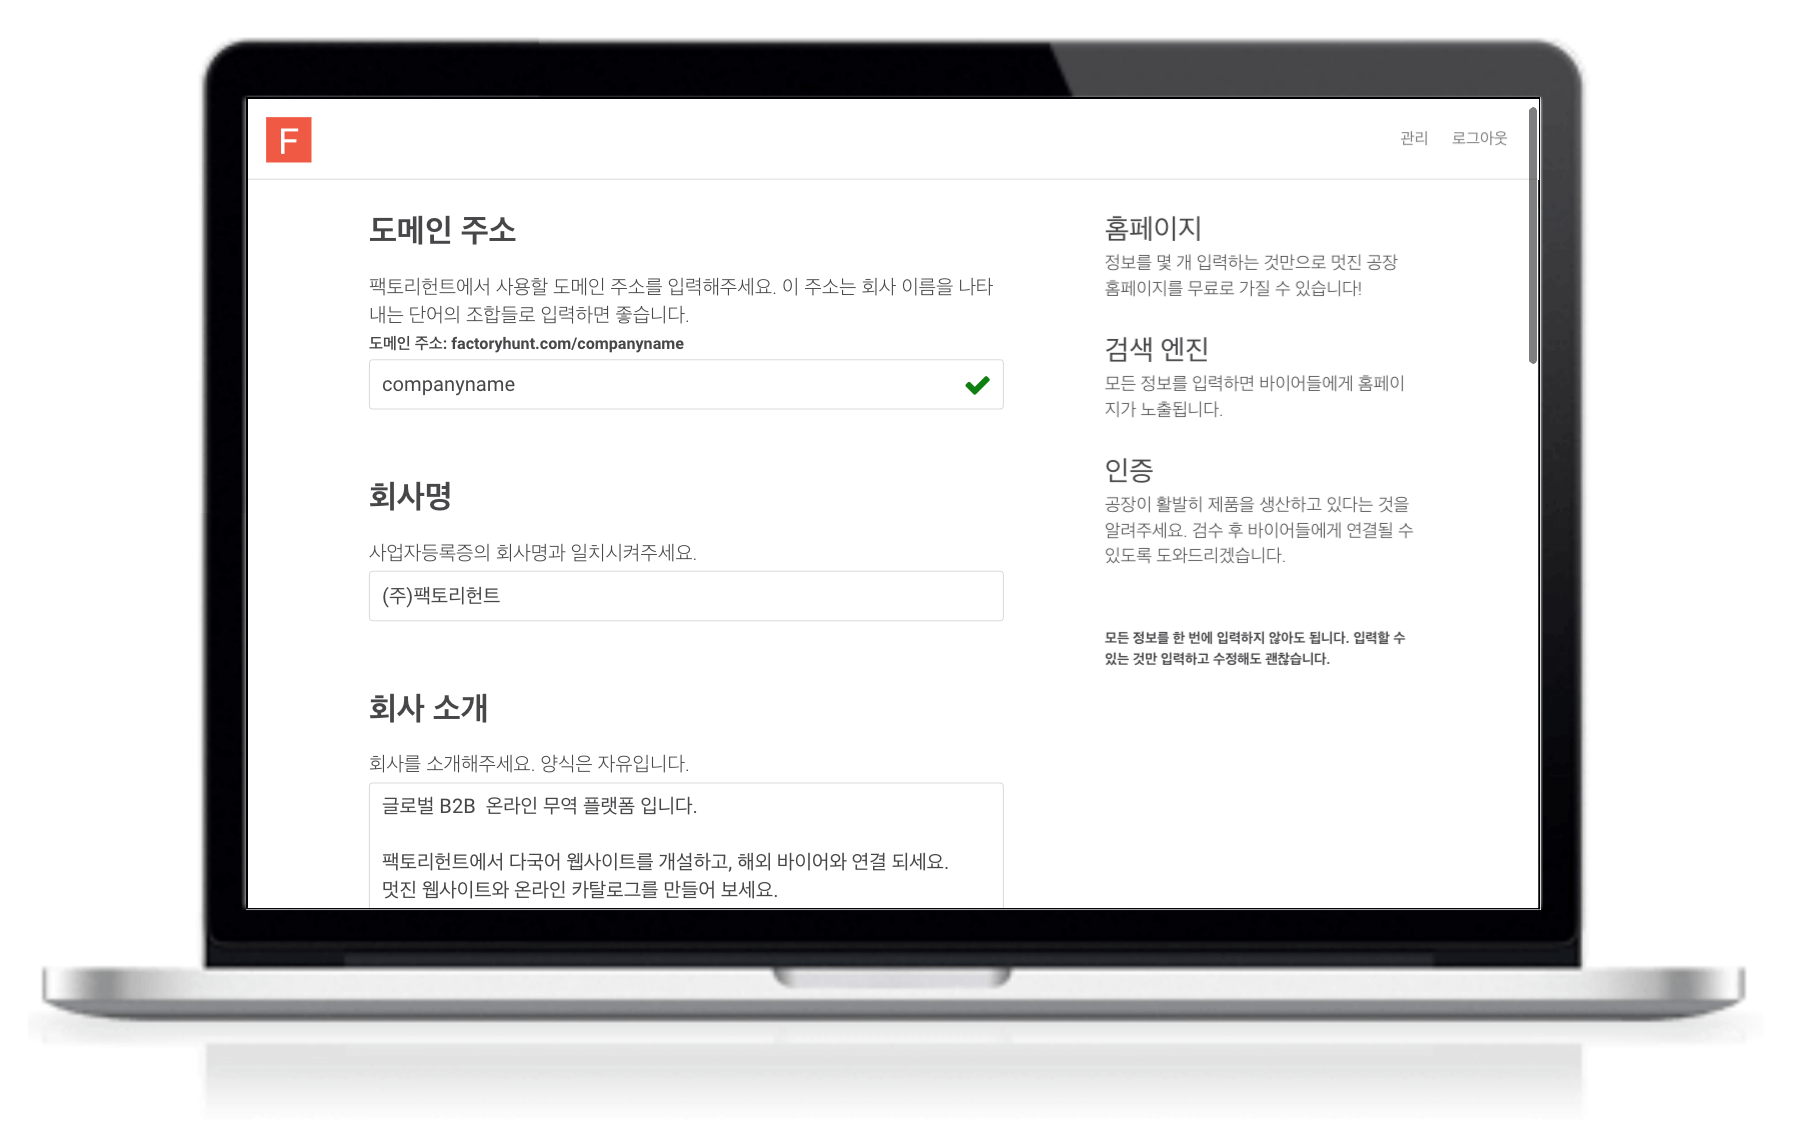 F
관리 로그아웃
도메인 주소
팩토리헌트에서 사용할 도메인 주소를 입력해주세요. 이 주소는 회사 이름을 나타
내는 단어의 조합들로 입력하면 좋습니다.
도메인 주소: factoryhunt.com/companyname
companyname
회사명
사업자등록증의 회사명과 일치시켜주세요.
(주)팩토리헌트
회사 소개
회사를 소개해주세요. 양식은 자유입니다.
글로벌 B2B  온라인 무역 플랫폼 입니다.
팩토리헌트에서 다국어 웹사이트를 개설하고, 해외 바이어와 연결 되세요.
멋진 웹사이트와 온라인 카탈로그를 만들어 보세요.
홈페이지
정보를 몇 개 입력하는 것만으로 멋진 공장
홈페이지를 무료로 가질 수 있습니다!
검색 엔진
모든 정보를 입력하면 바이어들에게 홈페이
지가 노출됩니다.
인증
공장이 활발히 제품을 생산하고 있다는 것을
알려주세요. 검수 후 바이어들에게 연결될 수
있도록 도와드리겠습니다.
모든 정보를 한 번에 입력하지 않아도 됩니다. 입력할 수
있는 것만 입력하고 수정해도 괜찮습니다.